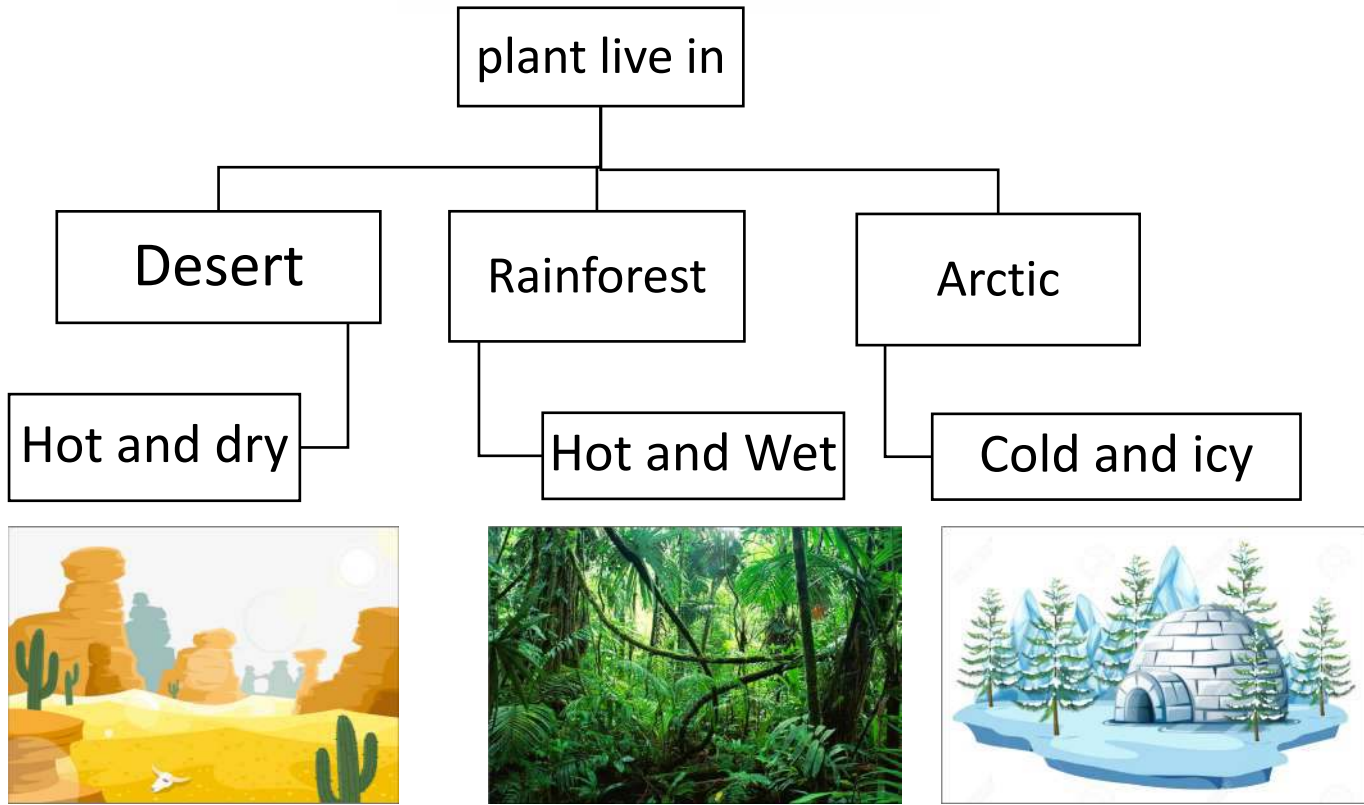 plant live in
Desert
Rainforest
Arctic
Hot and dry
Hot and Wet
Cold and icy